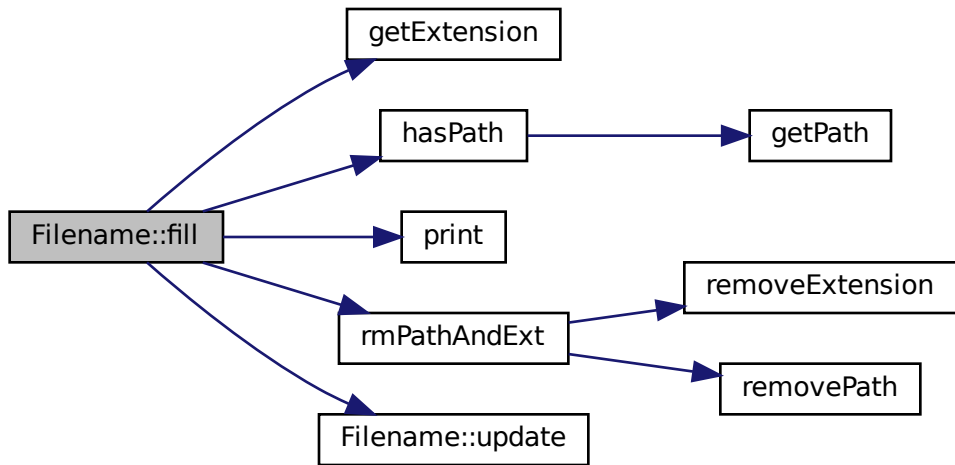 getExtension
hasPath
getPath
Filename::fill
print
removeExtension
rmPathAndExt
removePath
Filename::update